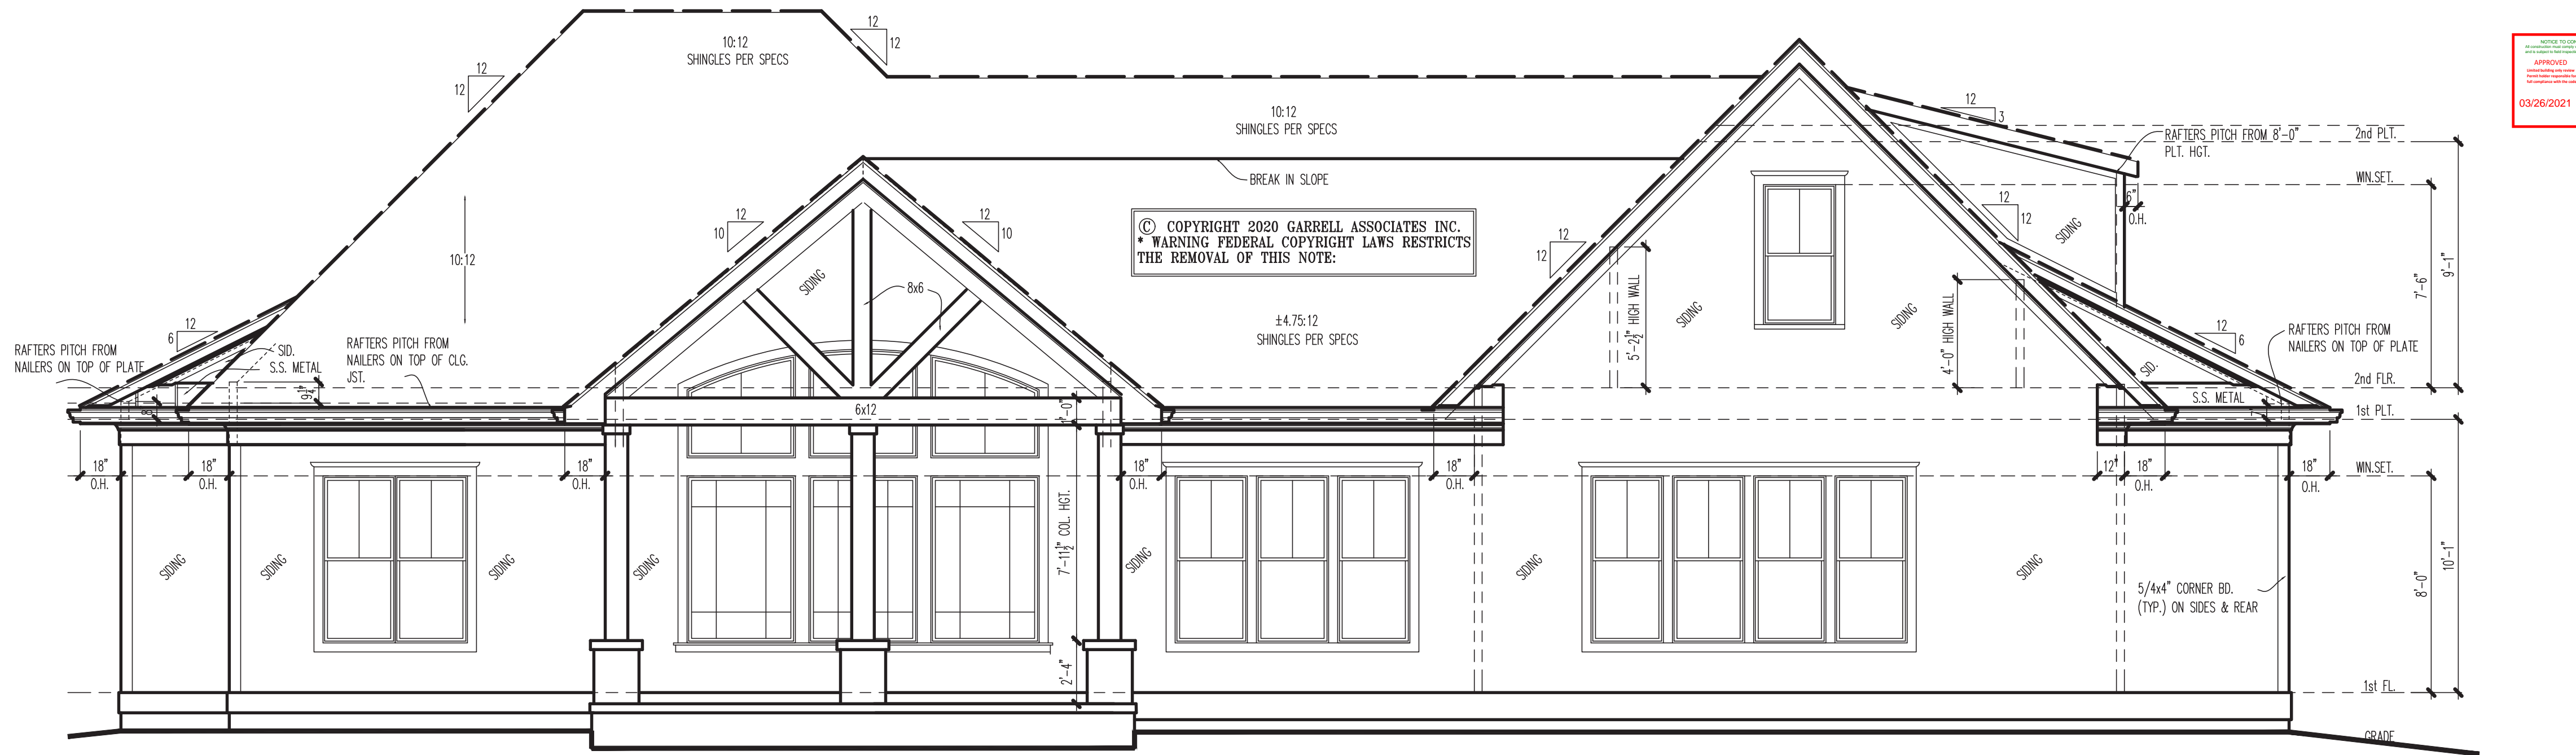 12
12
10:12
SHINGLES PER SPECS
12
12
10:12
SHINGLES PER SPECS
12
3
RAFTERS PITCH FROM 8'-0"
PLT. HGT.
2nd PLT.
BREAK IN SLOPE
WIN.SET.
6"
O.H.
SIDING
© COPYRIGHT 2020 GARRELL ASSOCIATES INC.
* WARNING FEDERAL COPYRIGHT LAWS RESTRICTS
THE REMOVAL OF THIS NOTE:
12
10
12
10
12
12
12
12
10:12
SIDING
8x6
5'-2½" HIGH WALL
SIDING
SIDING
4'-0" HIGH WALL
7'-6"
9'-1"
±4.75:12
SHINGLES PER SPECS
12
6
12
6
RAFTERS PITCH FROM
NAILERS ON TOP OF PLATE
SID.
S.S. METAL
RAFTERS PITCH FROM
NAILERS ON TOP OF CLG.
JST.
9¼"
8"
RAFTERS PITCH FROM
NAILERS ON TOP OF PLATE
SID.
S.S. METAL
2nd FLR.
1st PLT.
6x12
1'-0"
18"
O.H.
18"
O.H.
18"
O.H.
18"
O.H.
18"
O.H.
12"
18"
O.H.
18"
O.H.
WIN.SET.
7'-11½" COL. HGT.
2'-4"
SIDING
SIDING
SIDING
SIDING
SIDING
SIDING
SIDING
5/4x4" CORNER BD.
(TYP.) ON SIDES & REAR
8'-0"
10'-1"
1st FL.
GRADE
NOTICE TO CON
APPROVED
03/26/2021